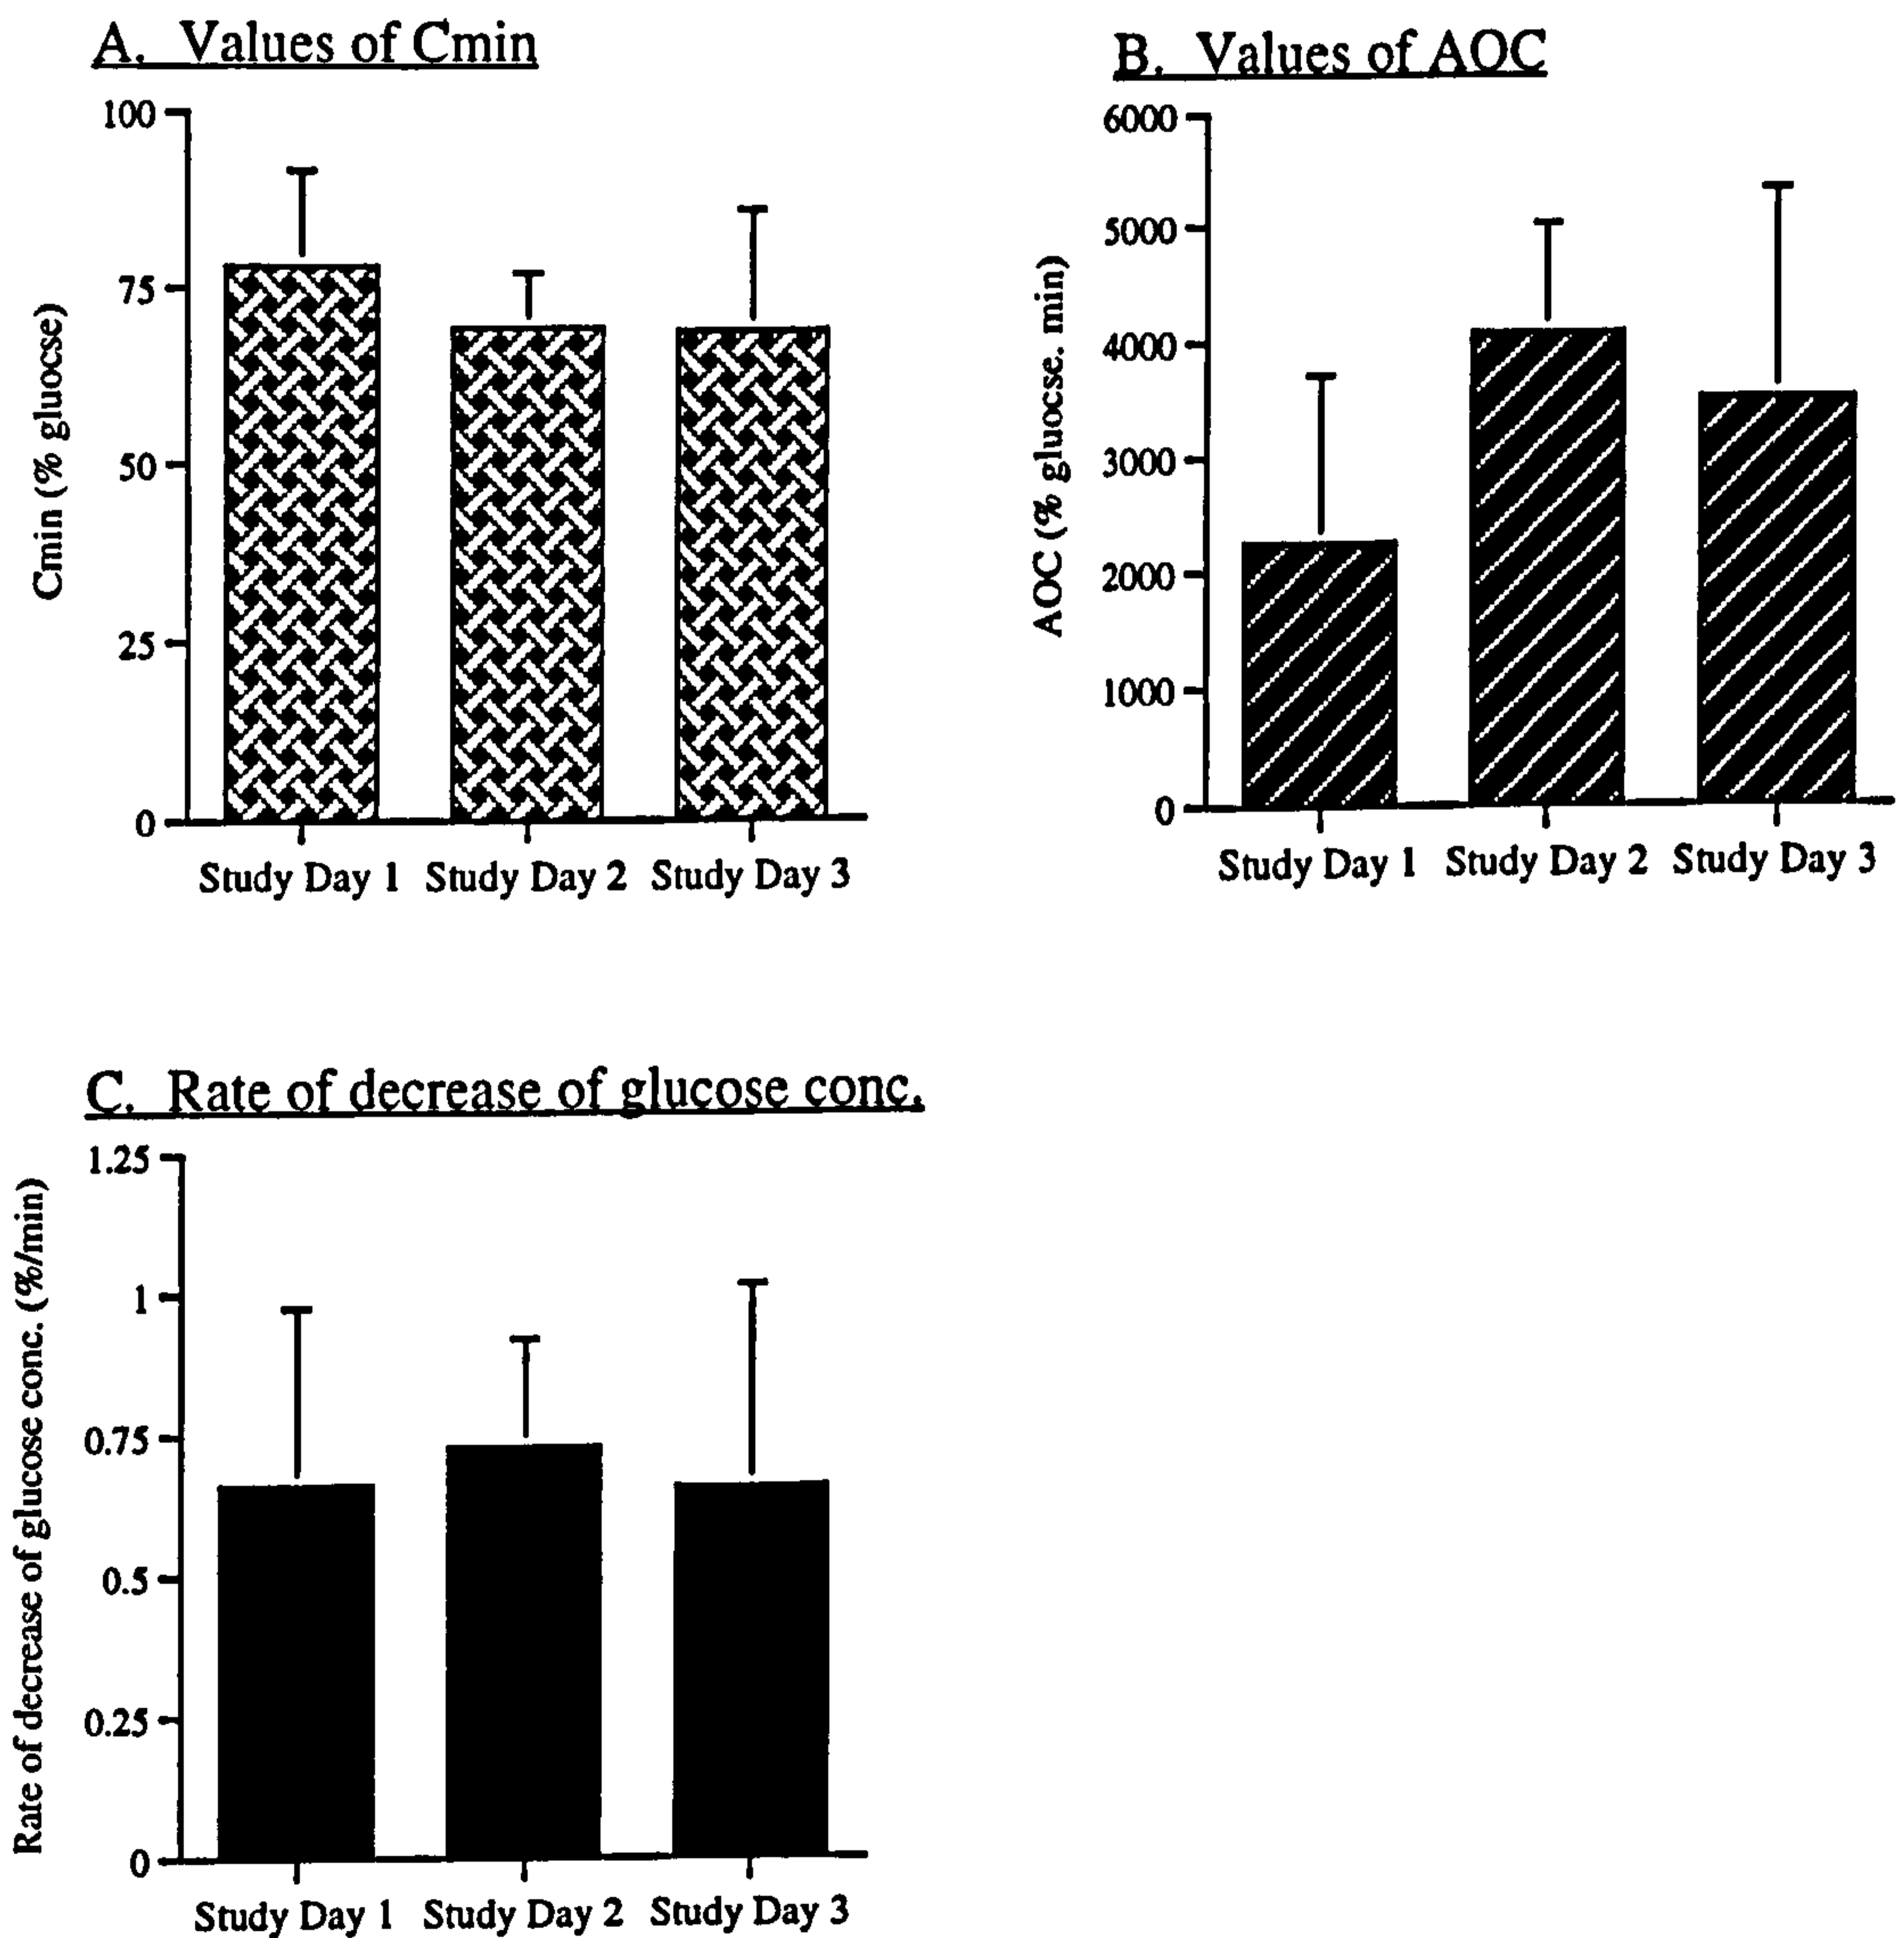 A. Values of Cmin
100
75
50
25
0
Cmin (% gluocse)
Study Day 1 Study Day 2 Study Day 3
B. Values of AOC
6000
5000
4000
3000
2000
1000
0
AOC (% gluocse. min)
Study Day 1 Study Day 2 Study Day 3
C. Rate of decrease of glucose conc.
1.25
1
0.75
0.5
0.25
0
Rate of decrease of glucose conc. (%/min)
Study Day 1 Study Day 2 Study Day 3